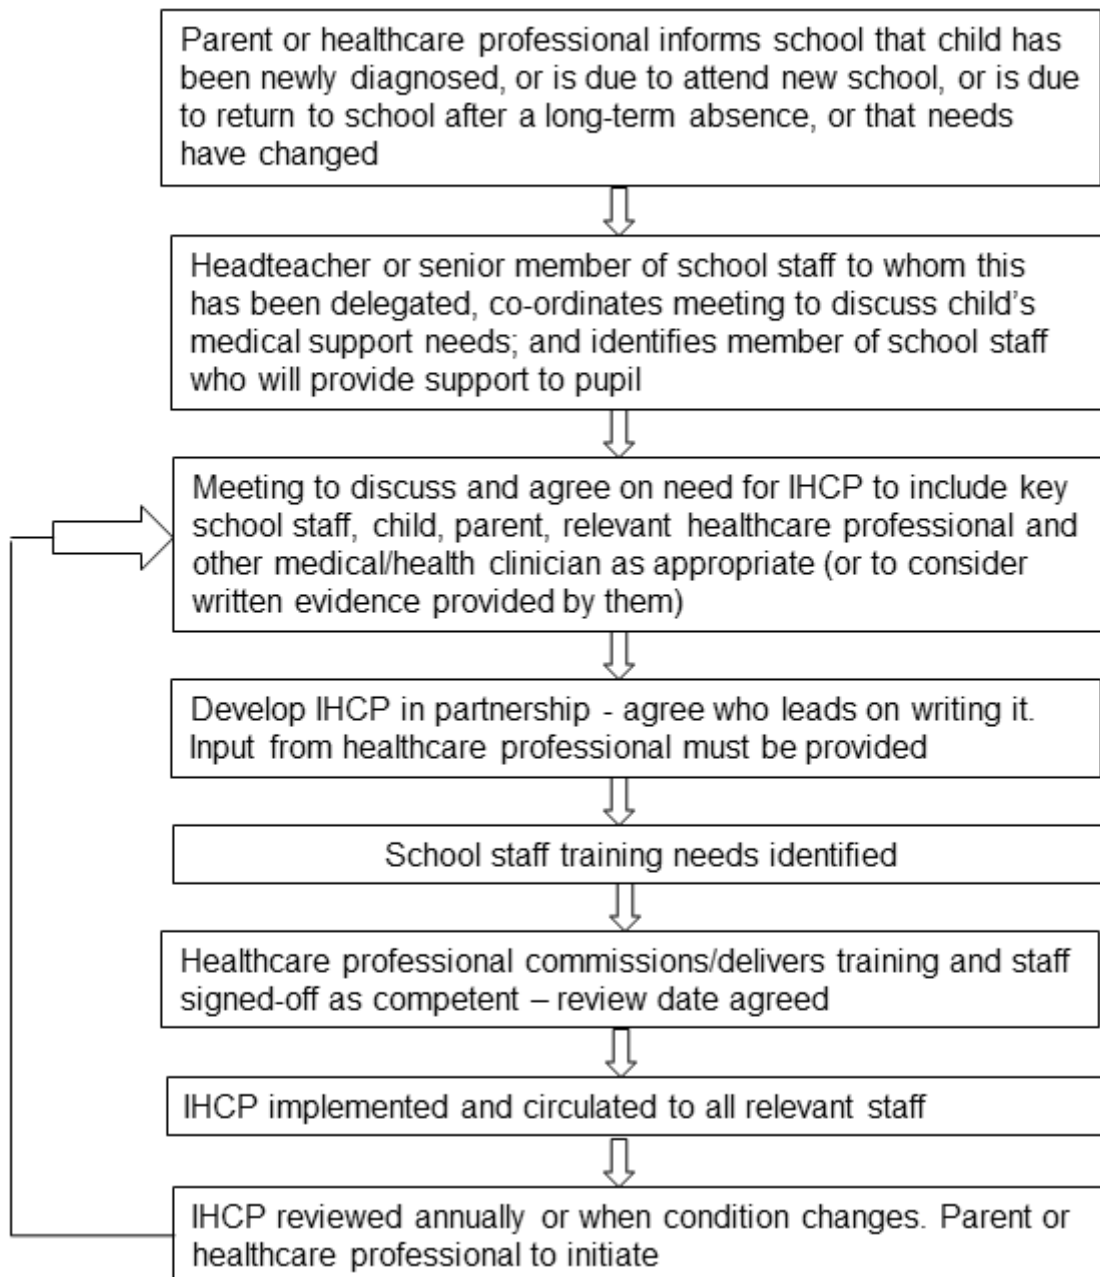 Parent or healthcare professional informs school that child has
been newly diagnosed, or is due to attend new school, or is due
to return to school after a long-term absence, or that needs
have changed
Headteacher or senior member of school staff to whom this
has been delegated, co-ordinates meeting to discuss child's
medical support needs; and identifies member of school staff
who will provide support to pupil
Meeting to discuss and agree on need for IHCP to include key
school staff, child, parent, relevant healthcare professional and
other medical/health clinician as appropriate (or to consider
written evidence provided by them)
Develop IHCP in partnership - agree who leads on writing it.
Input from healthcare professional must be provided
School staff training needs identified
Healthcare professional commissions/delivers training and staff
signed-off as competent – review date agreed
IHCP implemented and circulated to all relevant staff
IHCP reviewed annually or when condition changes. Parent or
healthcare professional to initiate